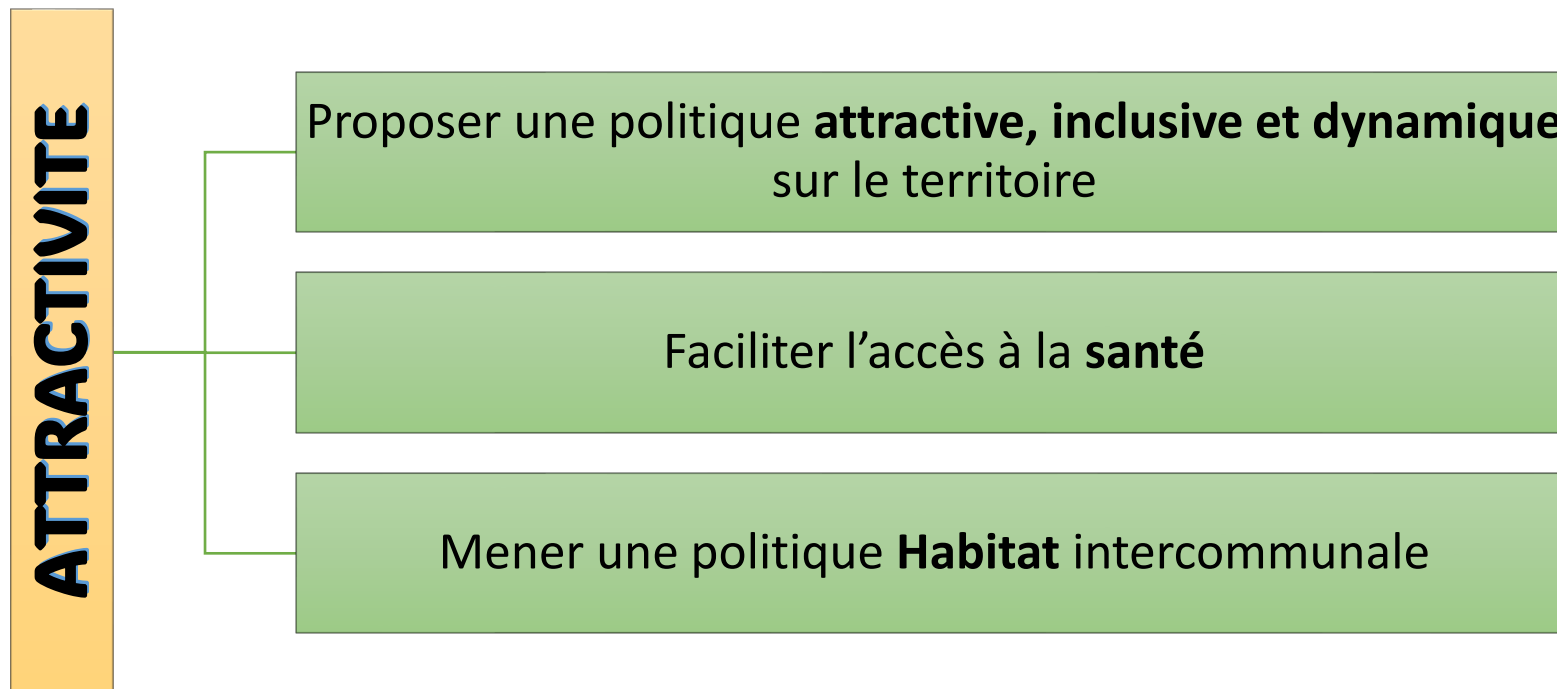 ATTRACTIVITE
Proposer une politique attractive, inclusive et dynamique
sur le territoire
Faciliter l’accès à la santé
Mener une politique Habitat intercommunale